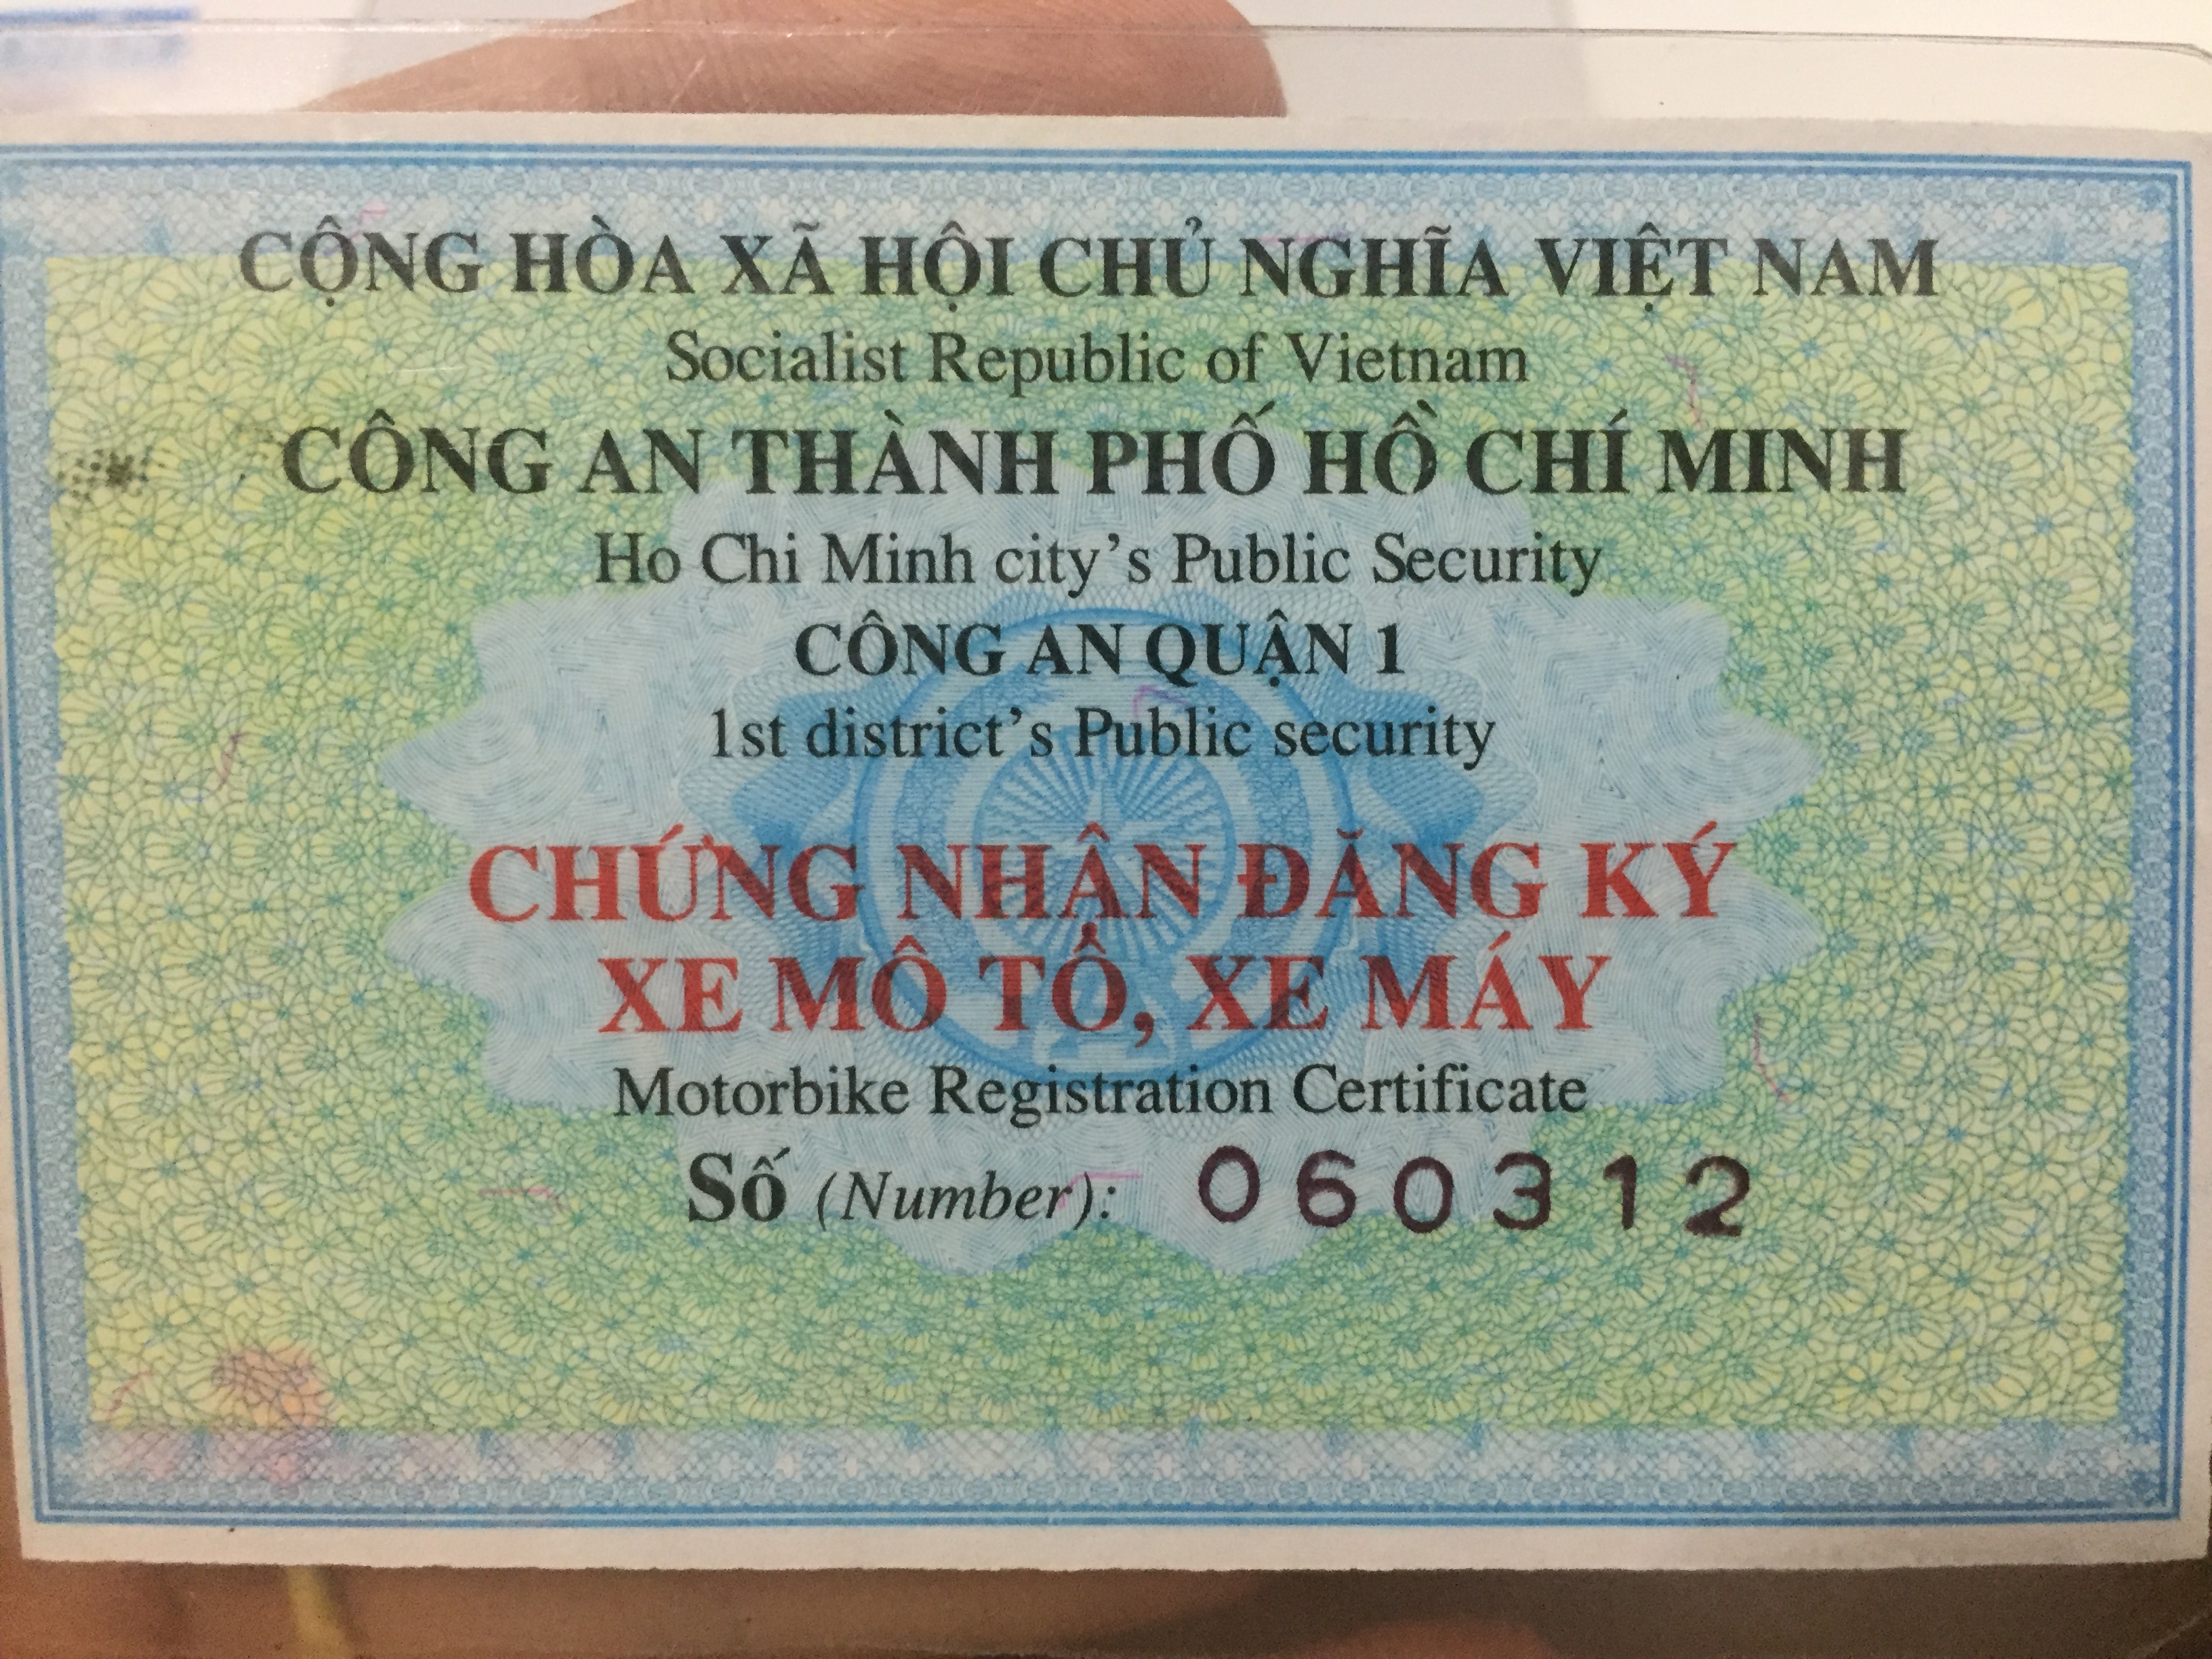 CỘNG HÒA XÃ HỘI CHỦ NGHĨA VIỆT NAM
Socialist Republic of Vietnam
CÔNG AN THÀNH PHỐ HỒ CHÍ MINH
Ho Chi Minh city’s Public Security
CÔNG AN QUẬN 1
1st district’s Public security
CHỨNG NHẬN ĐĂNG KÝ
XE MÔ TÔ, XE MÁY
Motorbike Registration Certificate
Số (Number): 060312